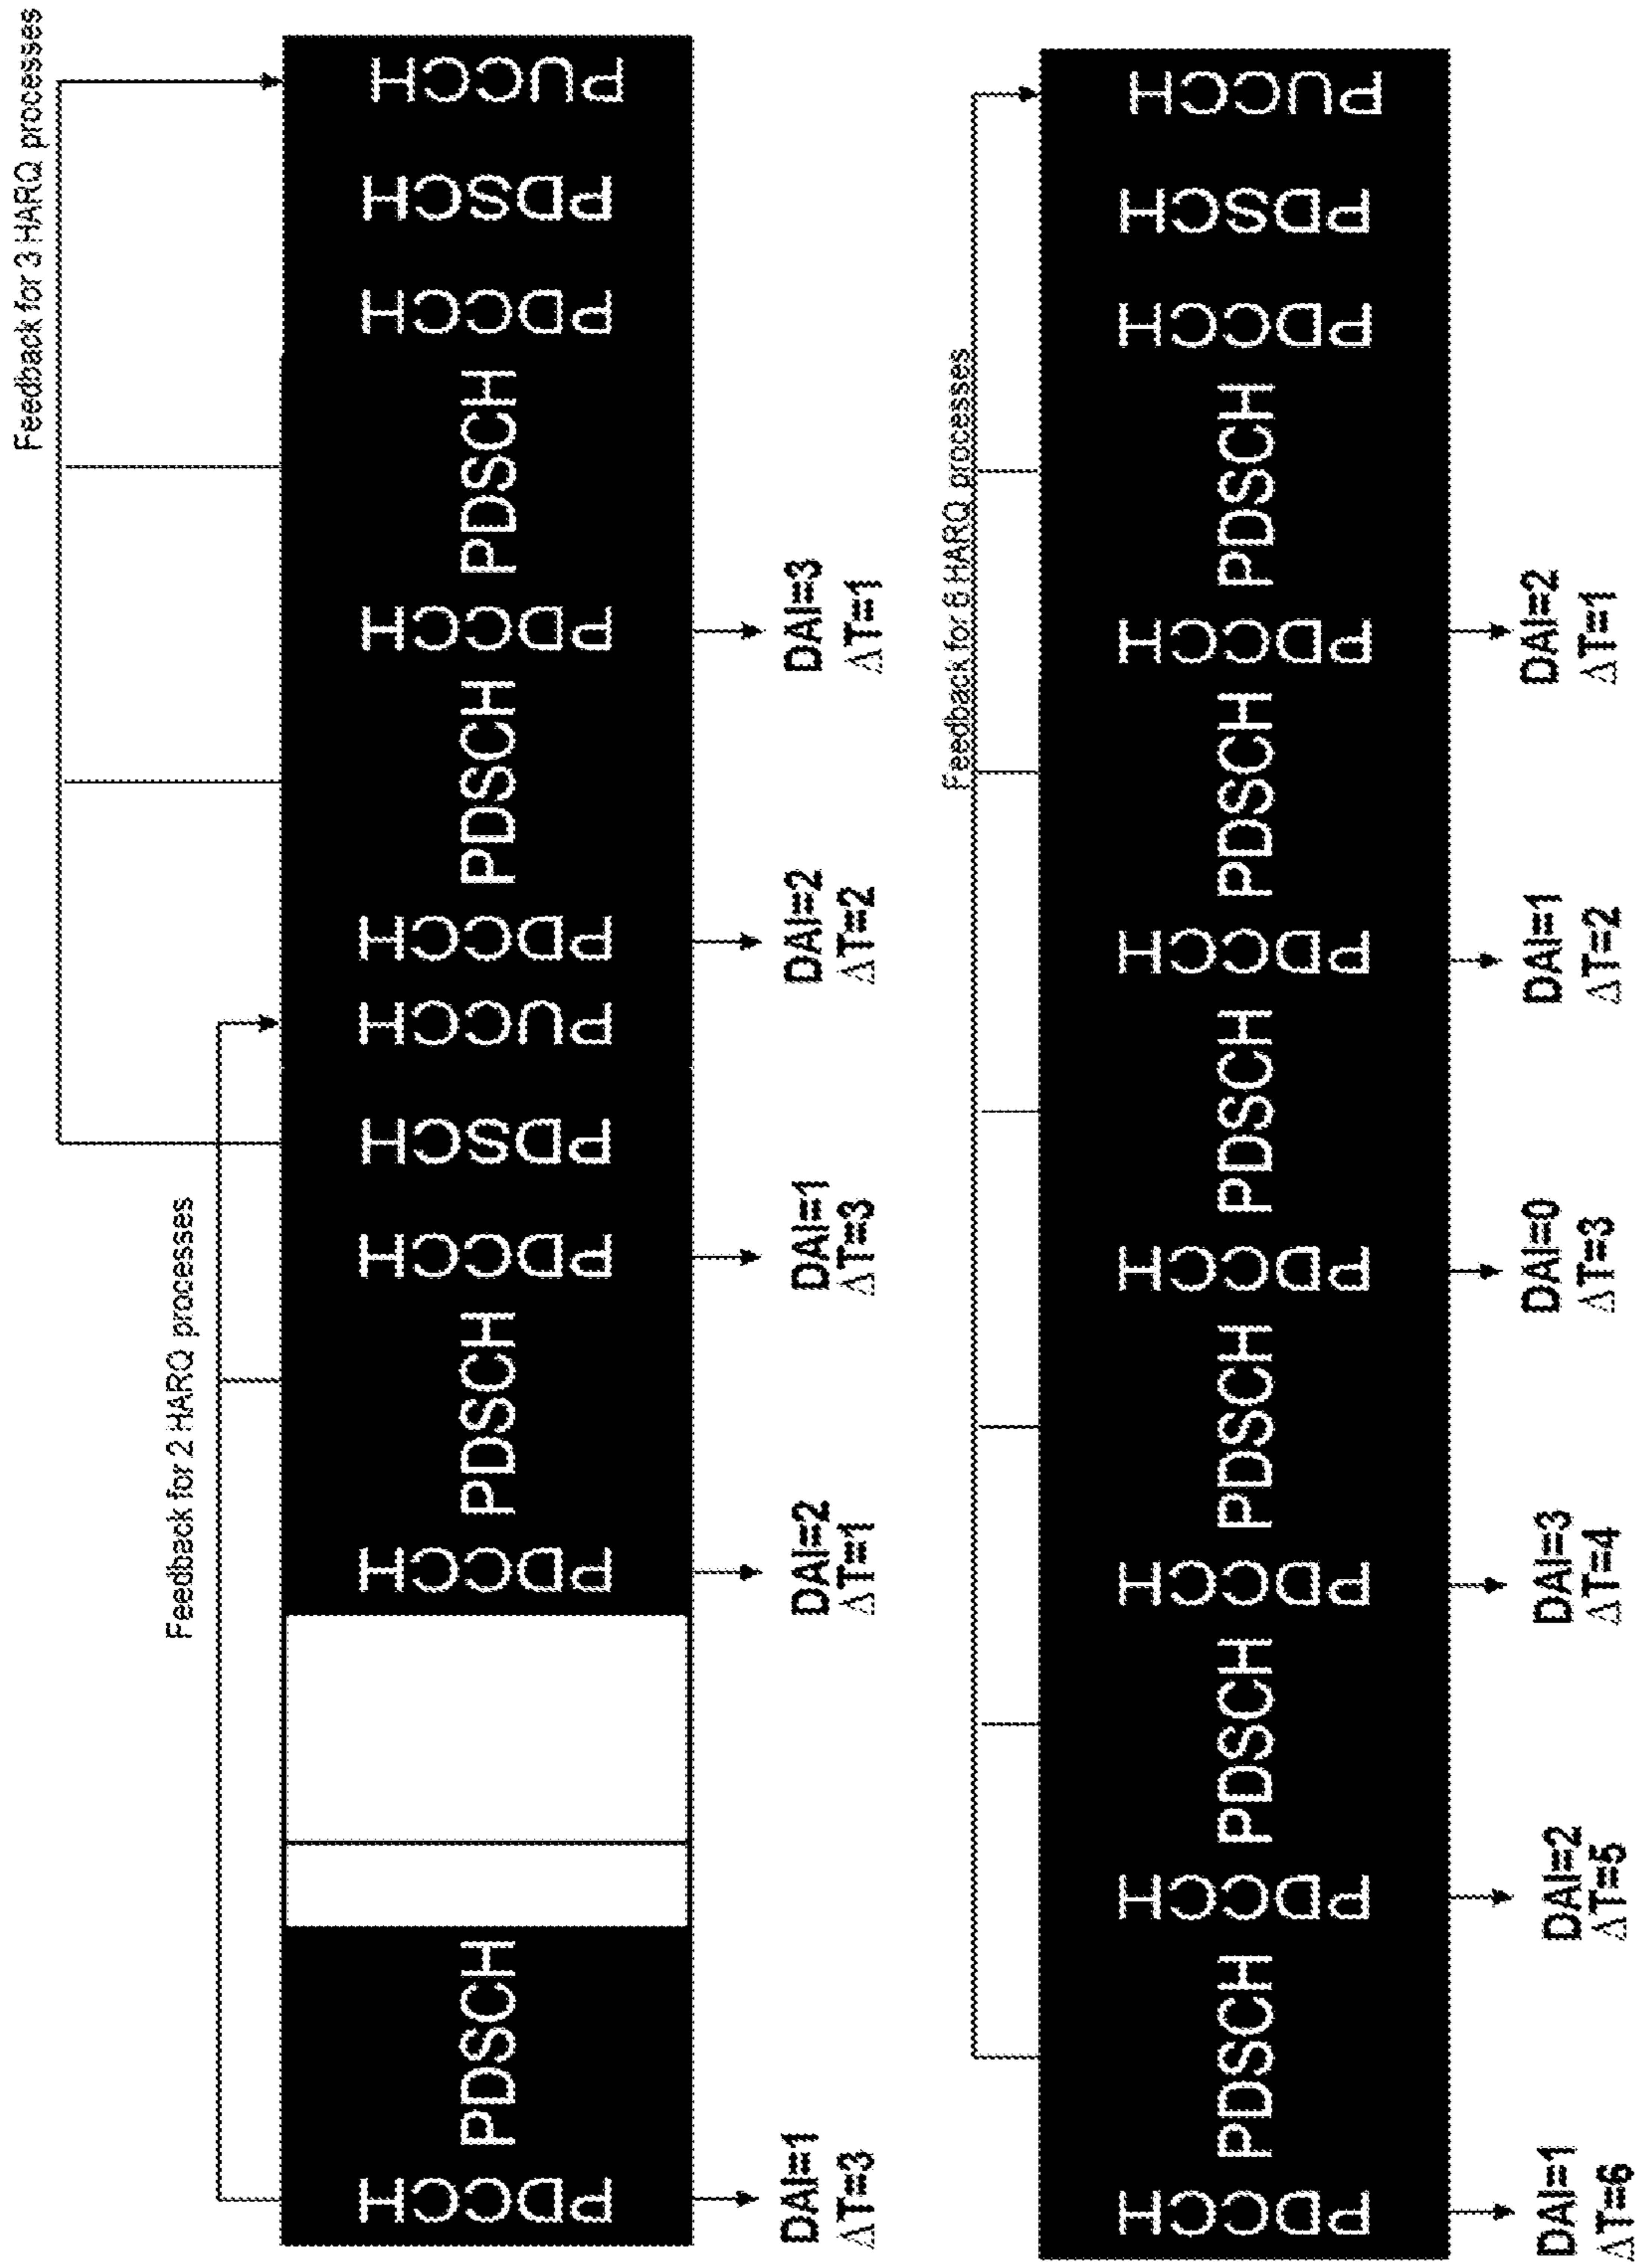 Feedback for 3 HARQ processes
Feedback for 2 HARQ processes
PDCCH
PDSCH
PDCCH
PDSCH
PDCCH
PDSCH
PUCCH
PDCCH
PDSCH
PDCCH
PDSCH
PDCCH
PDSCH
PUCCH
DAI=1
ΔT=3
DAI=2
ΔT=1
DAI=1
ΔT=3
DAI=2
ΔT=2
DAI=3
ΔT=1
Feedback for 6 HARQ processes
PDCCH
PDSCH
PDCCH
PDSCH
PDCCH
PDSCH
PDCCH
PDSCH
PDCCH
PDSCH
PDCCH
PDSCH
PDCCH
PDSCH
PUCCH
DAI=1
ΔT=6
DAI=2
ΔT=5
DAI=3
ΔT=4
DAI=0
ΔT=3
DAI=1
ΔT=2
DAI=2
ΔT=1